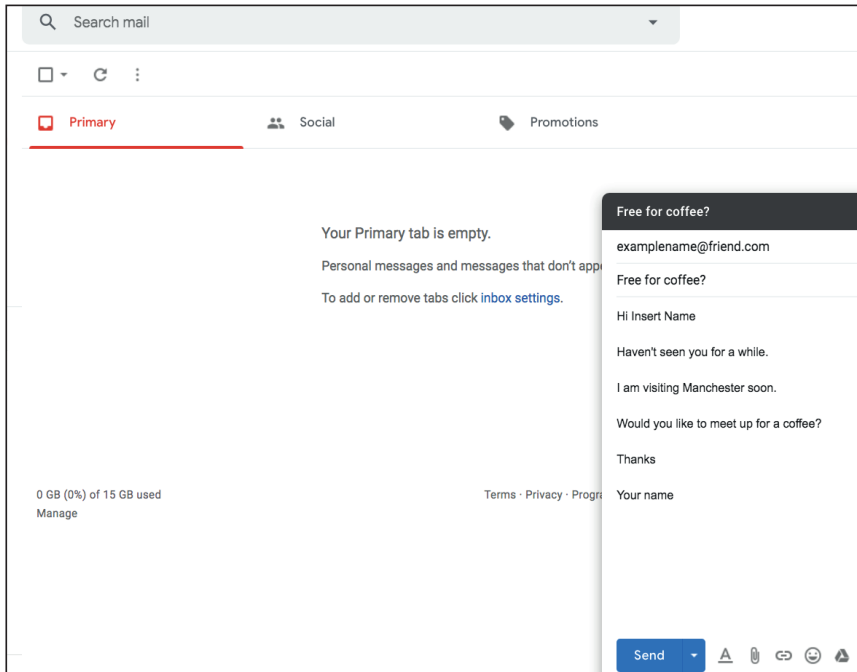 Search mail
Primary
Social
Promotions
Your Primary tab is empty.
Personal messages and messages that don't appe
To add or remove tabs click inbox settings.
0 GB (0%) of 15 GB used
Manage
Terms · Privacy · Progra
Free for coffee?
examplename@friend.com
Free for coffee?
Hi Insert Name
Haven't seen you for a while.
I am visiting Manchester soon.
Would you like to meet up for a coffee?
Thanks
Your name
Send